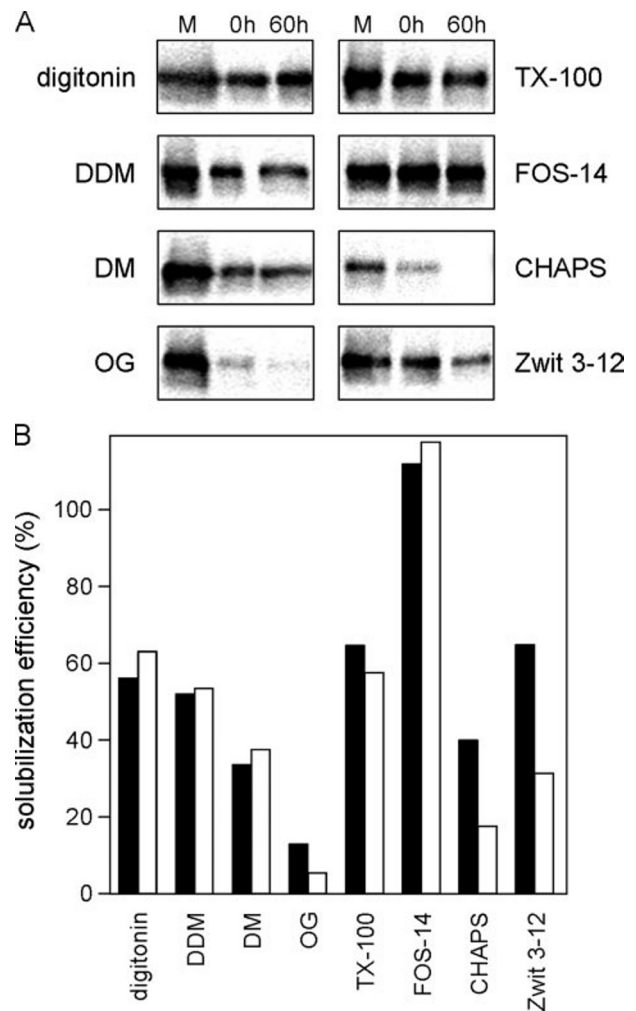 A
M 0h 60h M 0h 60h
digitonin TX-100
DDM FOS-14
DM CHAPS
OG Zwit 3-12
B
solubilization efficiency (%)
100
80
60
40
20
0
digitonin
DDM
DM
OG
TX-100
FOS-14
CHAPS
Zwit 3-12